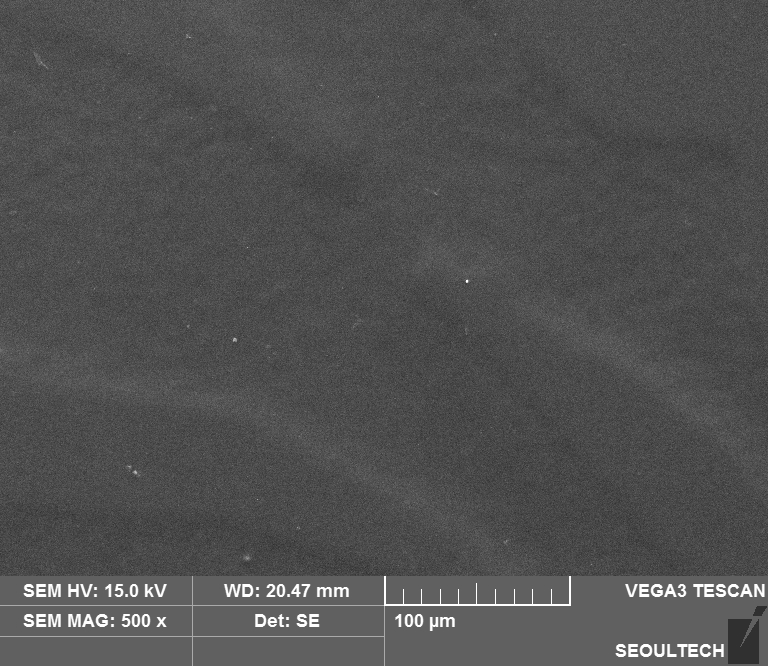 SEM HV: 15.0 kV WD: 20.47 mm VEGA3 TESCAN
SEM MAG: 500 x Det: SE 100 µm
SEOULTECH